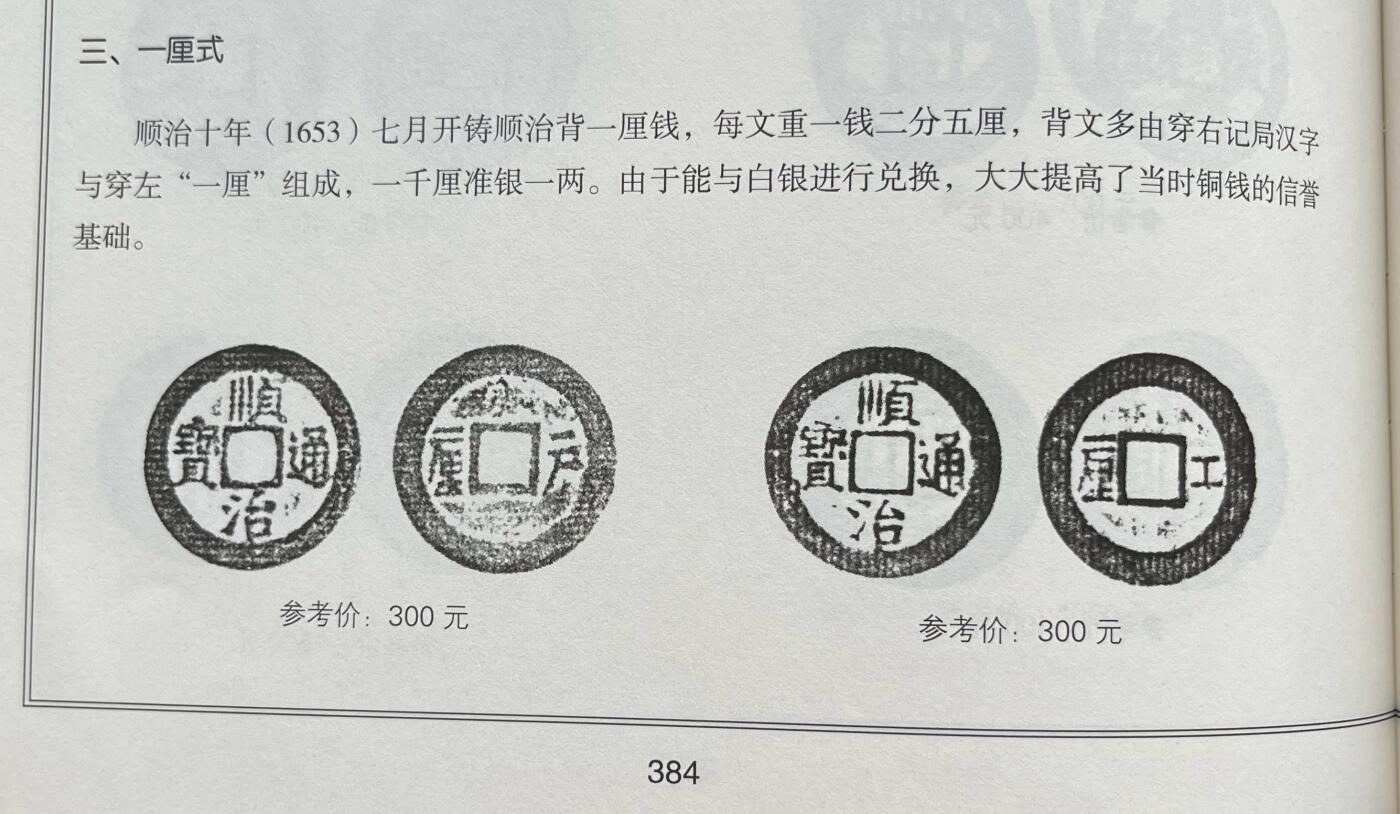 三、一厘式
顺治十年（1653）七月开铸顺治背一厘钱，每文重一钱二分五厘，背文多由穿右记局汉字
与穿左“一厘”组成，一千厘准银一两。由于能与白银进行兑换，大大提高了当时铜钱的信誉
基础。
順治通寶
一厘 户
順治通寶
一厘 工
参考价：300 元
参考价：300 元
384